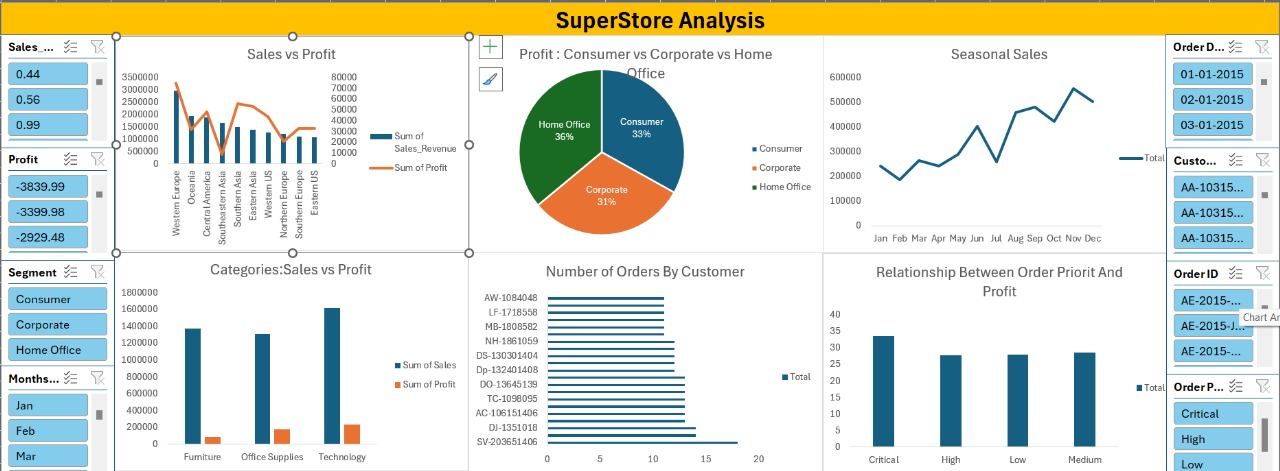 SuperStore Analysis
Sales_...
0.44
0.56
0.99
Profit
-3839.99
-3399.98
-2929.48
Segment
Consumer
Corporate
Home Office
Months...
Jan
Feb
Mar
Sales vs Profit
3500000
3000000
2500000
2000000
1500000
1000000
500000
0
80000
70000
60000
50000
40000
30000
20000
10000
0
Western Europe
Oceania
Central America
Southeastern Asia
Southern Asia
Eastern Asia
Western US
Northern Europe
Southern Europe
Eastern US
Sum of
Sales_Revenue
Sum of Profit
Profit : Consumer vs Corporate vs Home
Office
Home Office
36%
Consumer
33%
Corporate
31%
Consumer
Corporate
Home Office
Seasonal Sales
600000
500000
400000
300000
200000
100000
0
Jan Feb Mar Apr May Jun Jul Aug Sep Oct Nov Dec
Total
Categories:Sales vs Profit
1800000
1600000
1400000
1200000
1000000
800000
600000
400000
200000
0
Furniture Office Supplies Technology
Sum of Sales
Sum of Profit
Number of Orders By Customer
AW-1084048
LF-1718558
MB-1808582
NH-1861059
DS-130301404
Dp-132401408
DO-13645139
TC-1098095
AC-106151406
DJ-1351018
SV-203651406
0 5 10 15 20
Total
Relationship Between Order Priorit And
Profit
40
35
30
25
20
15
10
5
0
Critical High Low Medium
Total
Order D...
01-01-2015
02-01-2015
03-01-2015
Custo...
AA-10315...
AA-10315...
AA-10315...
Order ID
AE-2015-...
Chart Ar
AE-2015-J...
AE-2015-...
Order P...
Critical
High
Low